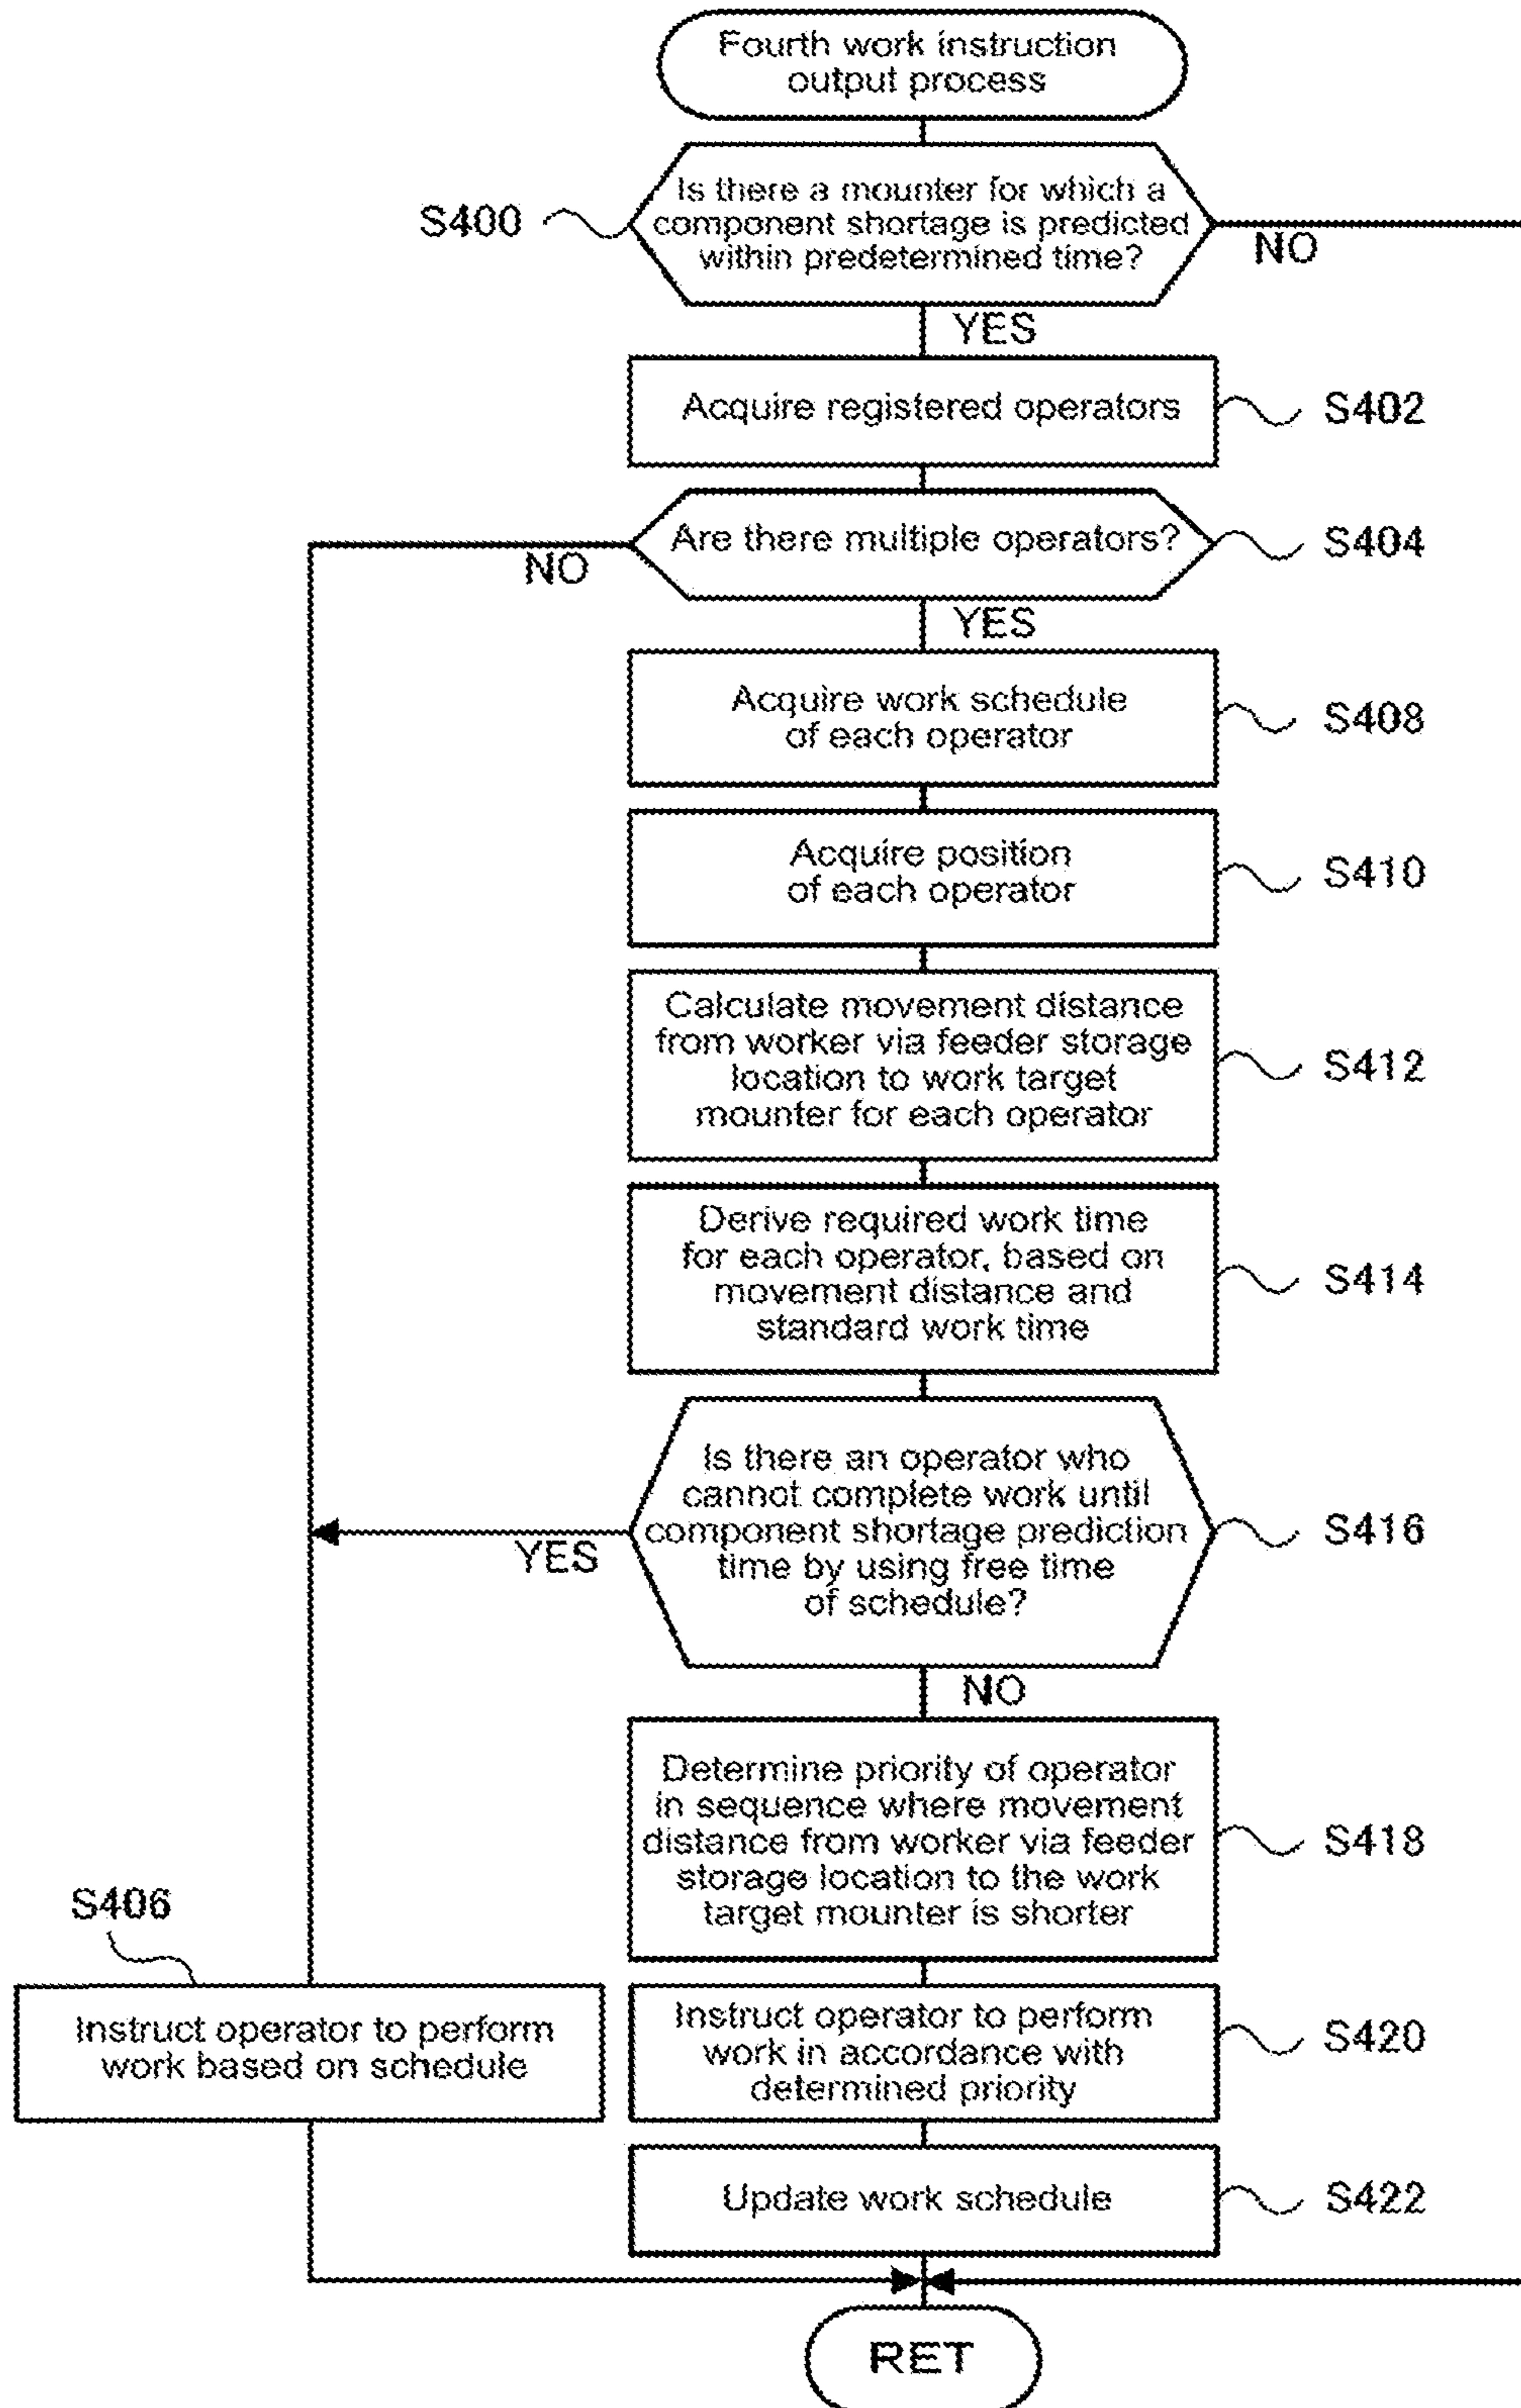 Fourth work instruction
output process
S400
Is there a mounter for which a
component shortage is predicted
within predetermined time?
NO
YES
Acquire registered operators
S402
Are there multiple operators?
S404
NO
YES
Acquire work schedule
of each operator
S408
Acquire position
of each operator
S410
Calculate movement distance
from worker via feeder storage
location to work target
mounter for each operator
S412
Derive required work time
for each operator, based on
movement distance and
standard work time
S414
Is there an operator who
cannot complete work until
component shortage prediction
time by using free time
of schedule?
S416
YES
NO
Determine priority of operator
in sequence where movement
distance from worker via feeder
storage location to the work
target mounter is shorter
S418
S406
Instruct operator to perform
work based on schedule
Instruct operator to perform
work in accordance with
determined priority
S420
Update work schedule
S422
RET